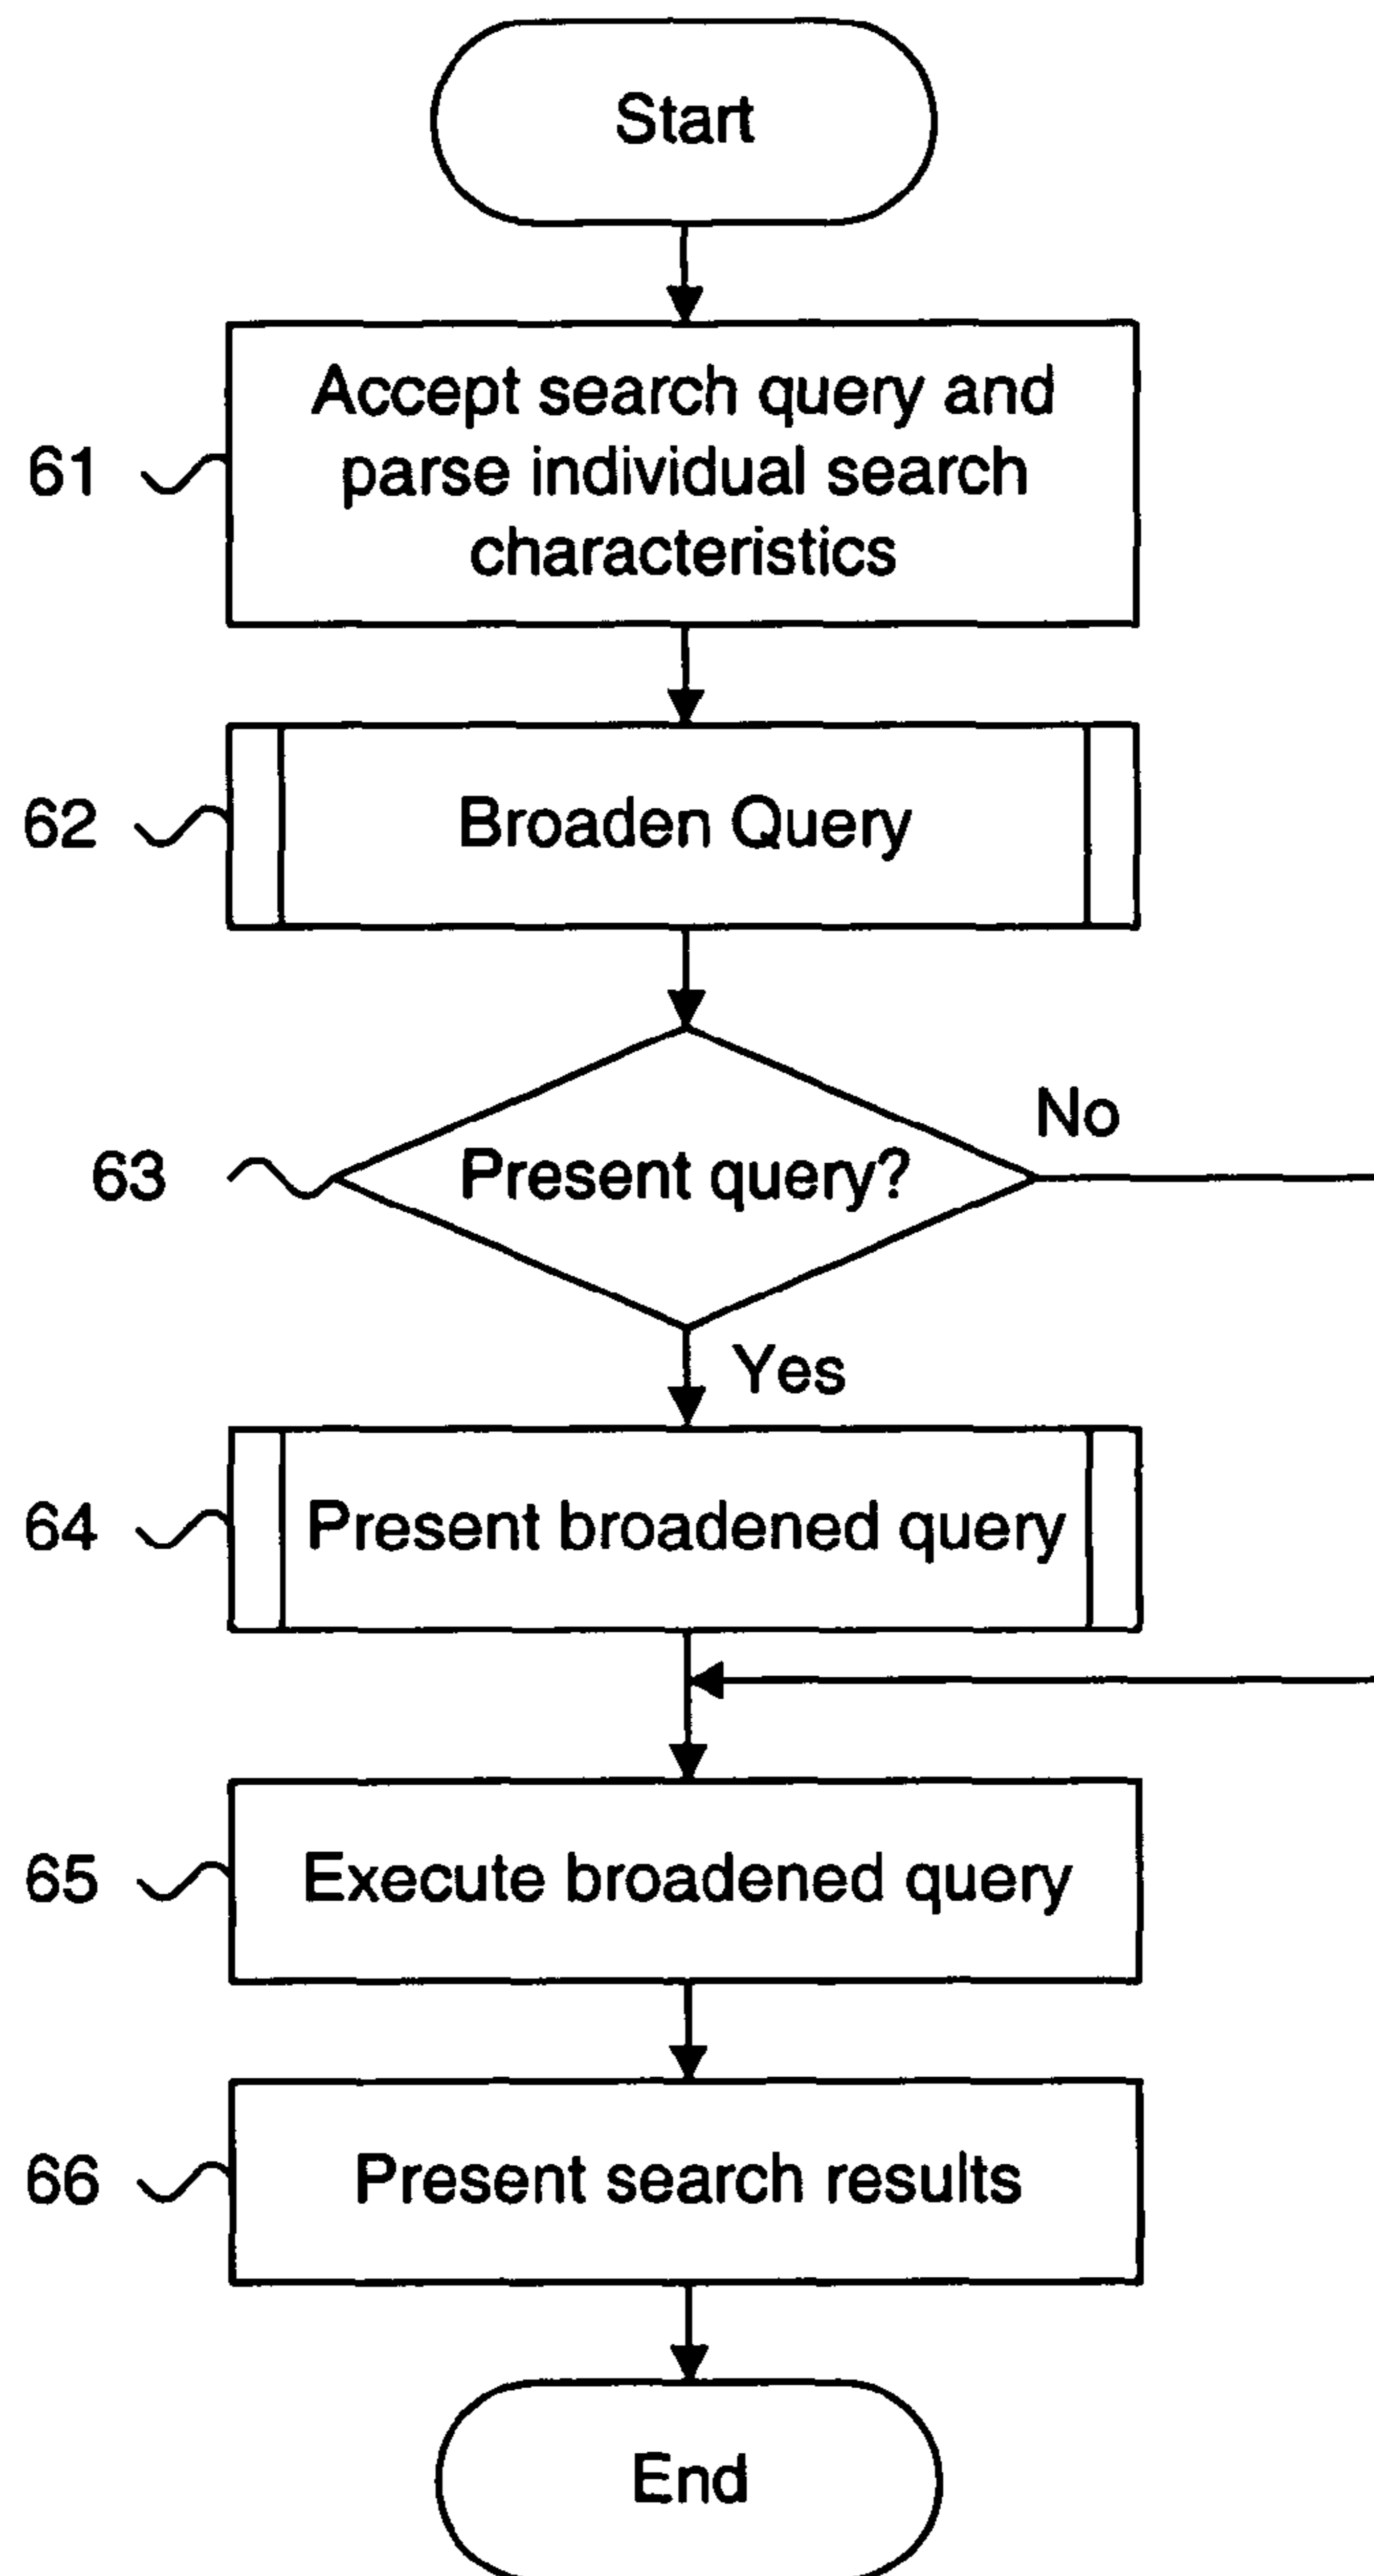 Start
61
Accept search query and
parse individual search
characteristics
62
Broaden Query
63
Present query?
No
Yes
64
Present broadened query
65
Execute broadened query
66
Present search results
End